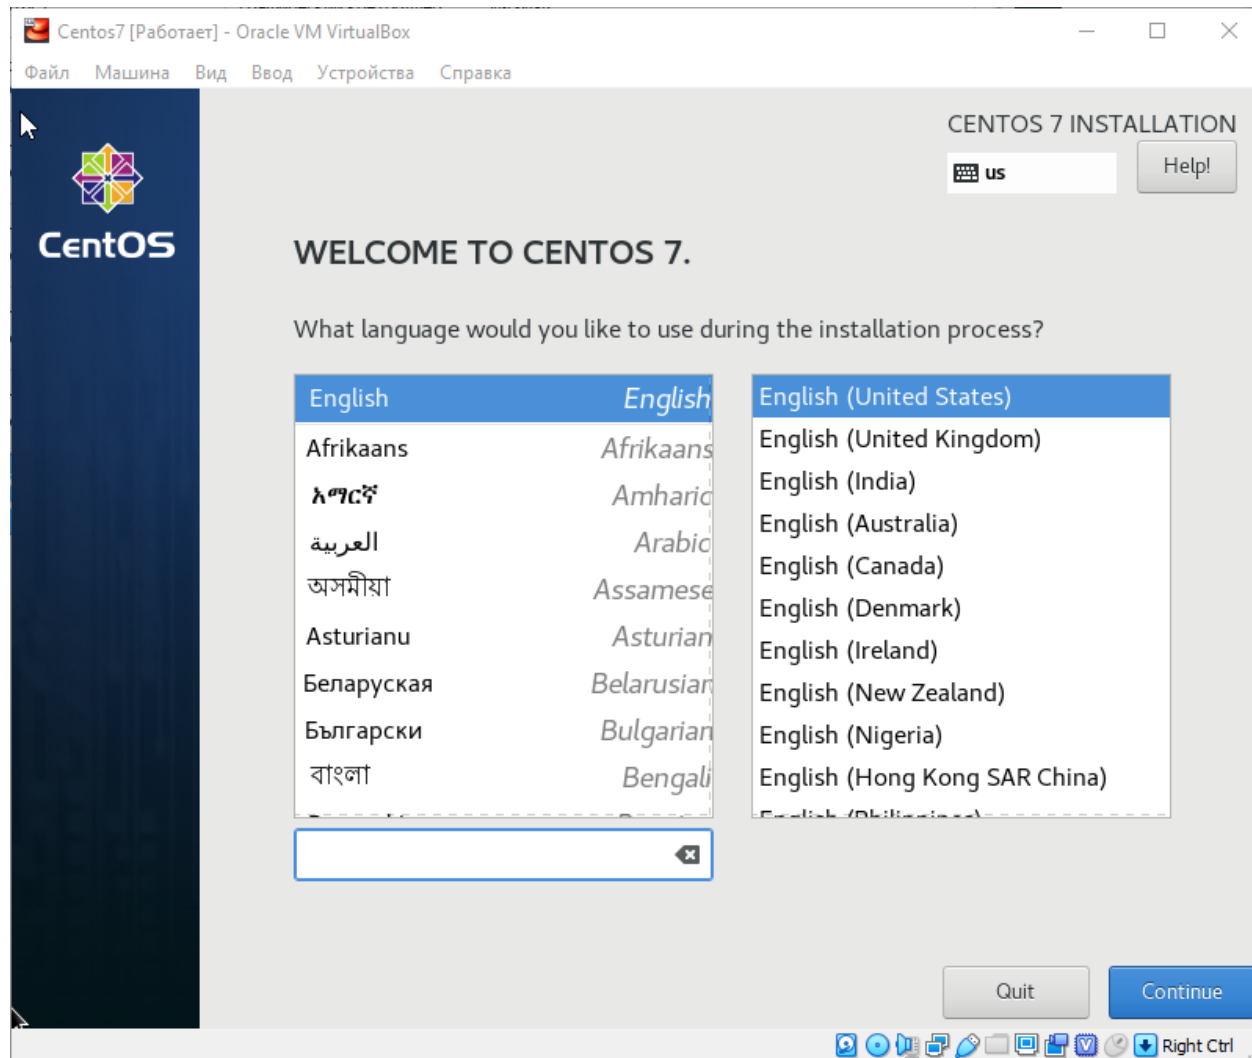 Centos7 [Работает] - Oracle VM VirtualBox
Файл Машина Вид Ввод Устройства Справка
CentOS
CENTOS 7 INSTALLATION
us
Help!
WELCOME TO CENTOS 7.
What language would you like to use during the installation process?
English English
Afrikaans Afrikaans
አማርኛ Amharic
العربية Arabic
অসমীয়া Assamese
Asturianu Asturian
Беларуская Belarusian
Български Bulgarian
বাংলা Bengali
English (United States)
English (United Kingdom)
English (India)
English (Australia)
English (Canada)
English (Denmark)
English (Ireland)
English (New Zealand)
English (Nigeria)
English (Hong Kong SAR China)
English (Philippines)
Quit
Continue
Right Ctrl